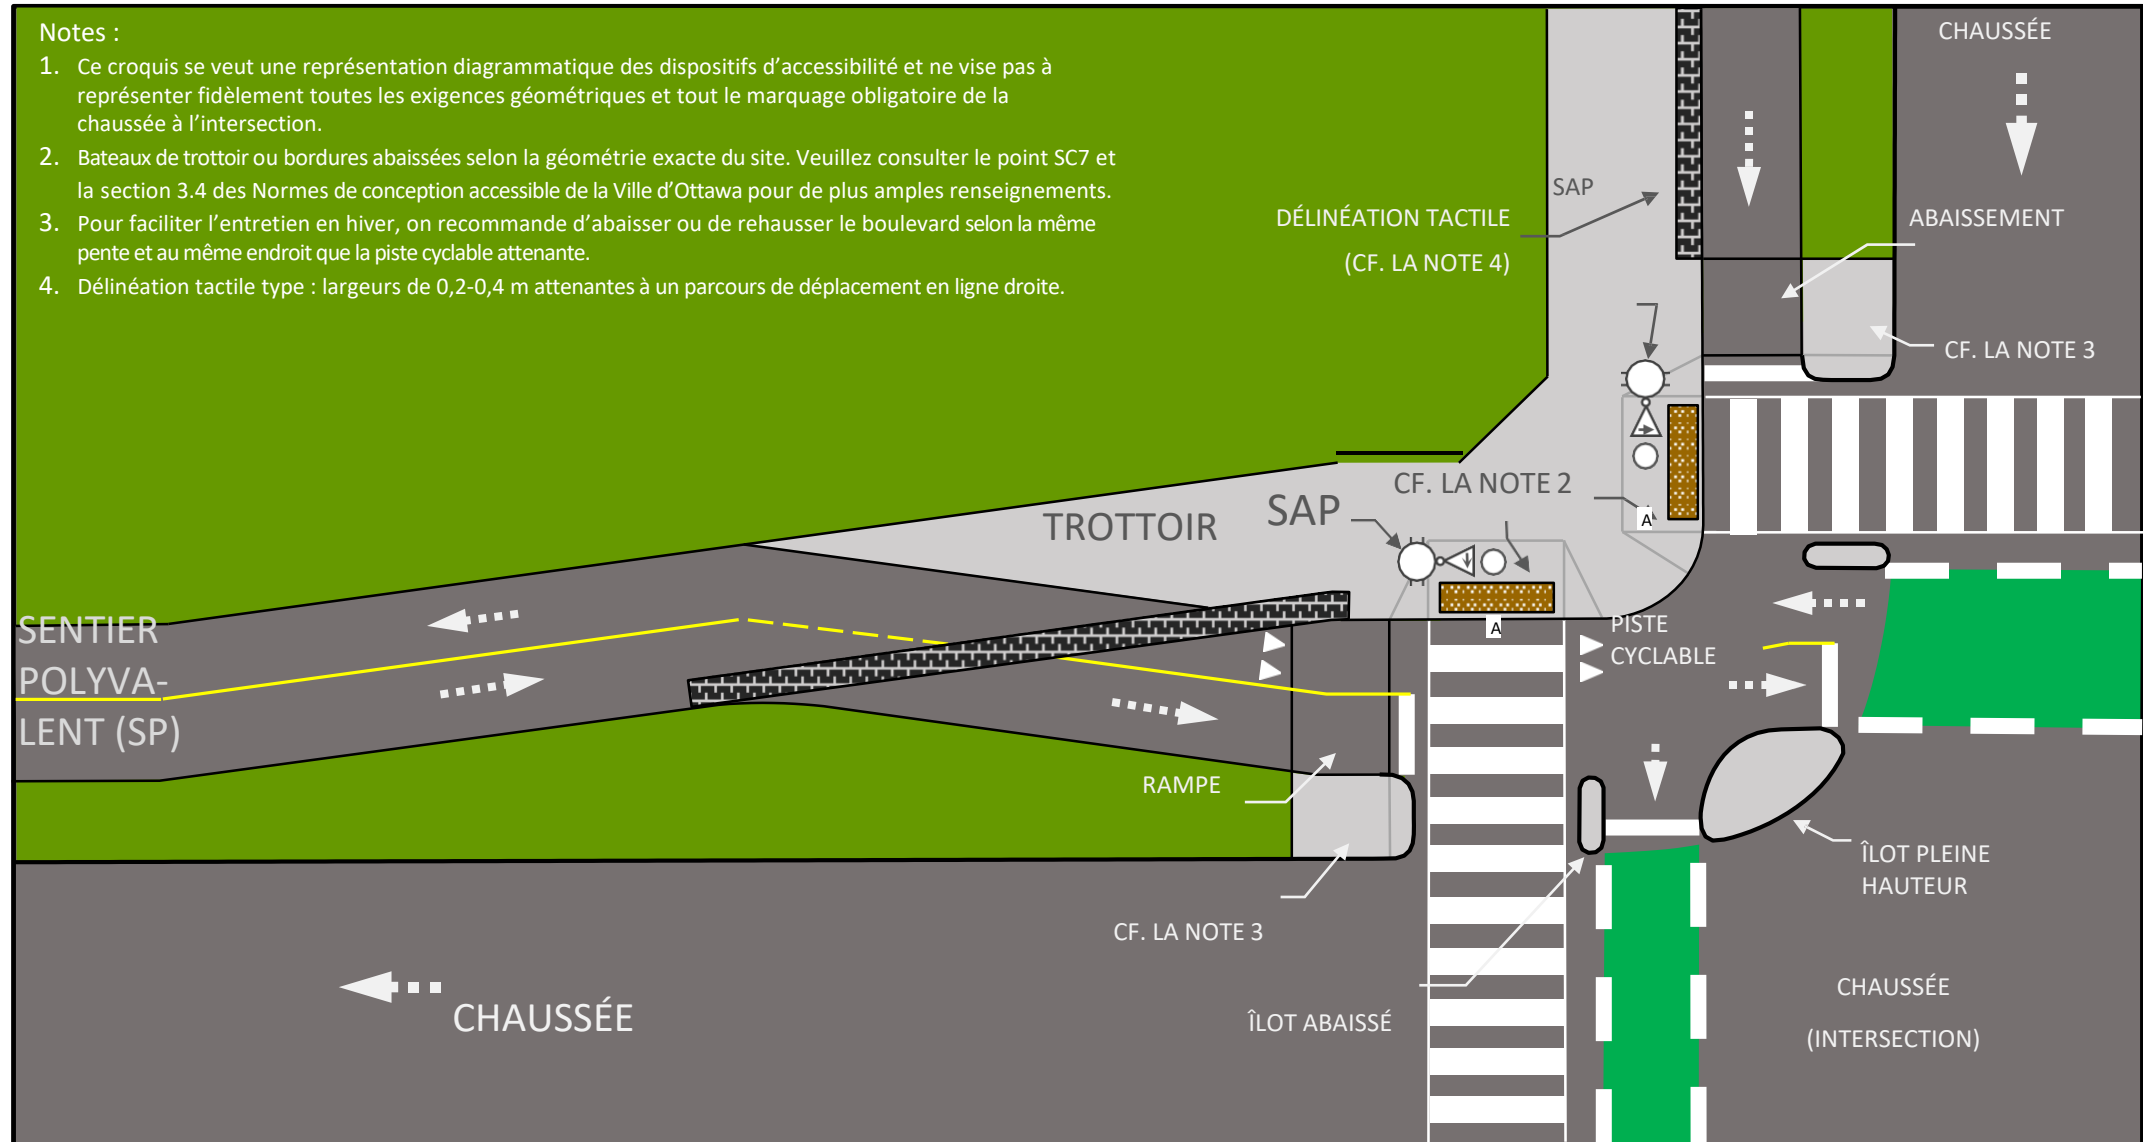 Notes :
1. Ce croquis se veut une représentation diagrammatique des dispositifs d’accessibilité et ne vise pas à
représenter fidèlement toutes les exigences géométriques et tout le marquage obligatoire de la
chaussée à l’intersection.
2. Bateaux de trottoir ou bordures abaissées selon la géométrie exacte du site. Veuillez consulter le point SC7 et
la section 3.4 des Normes de conception accessible de la Ville d’Ottawa pour de plus amples renseignements.
3. Pour faciliter l’entretien en hiver, on recommande d’abaisser ou de rehausser le boulevard selon la même
pente et au même endroit que la piste cyclable attenante.
4. Délinéation tactile type : largeurs de 0,2-0,4 m attenantes à un parcours de déplacement en ligne droite.
CHAUSSÉE
SAP
DÉLINÉATION TACTILE
(CF. LA NOTE 4)
ABAISSEMENT
CF. LA NOTE 3
CF. LA NOTE 2
SAP
TROTTOIR
A
A
PISTE
CYCLABLE
SENTIER
POLYVA-
LENT (SP)
RAMPE
ÎLOT PLEINE
HAUTEUR
CF. LA NOTE 3
CHAUSSÉE
ÎLOT ABAISSÉ
CHAUSSÉE
(INTERSECTION)